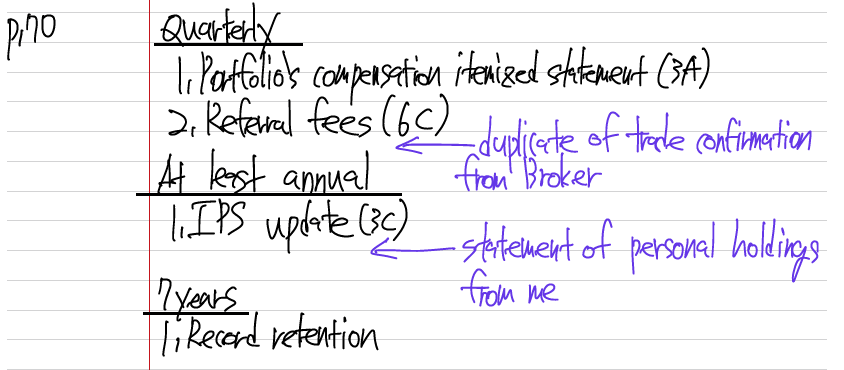 p.170
Quarterly
1. Portfolio's compensation itemized statement (3A)
2. Referral fees (6C)
duplicate of trade confirmation
from Broker
At least annual
1. IPS update (3C)
statement of personal holdings
from me
7 years
1. Record retention